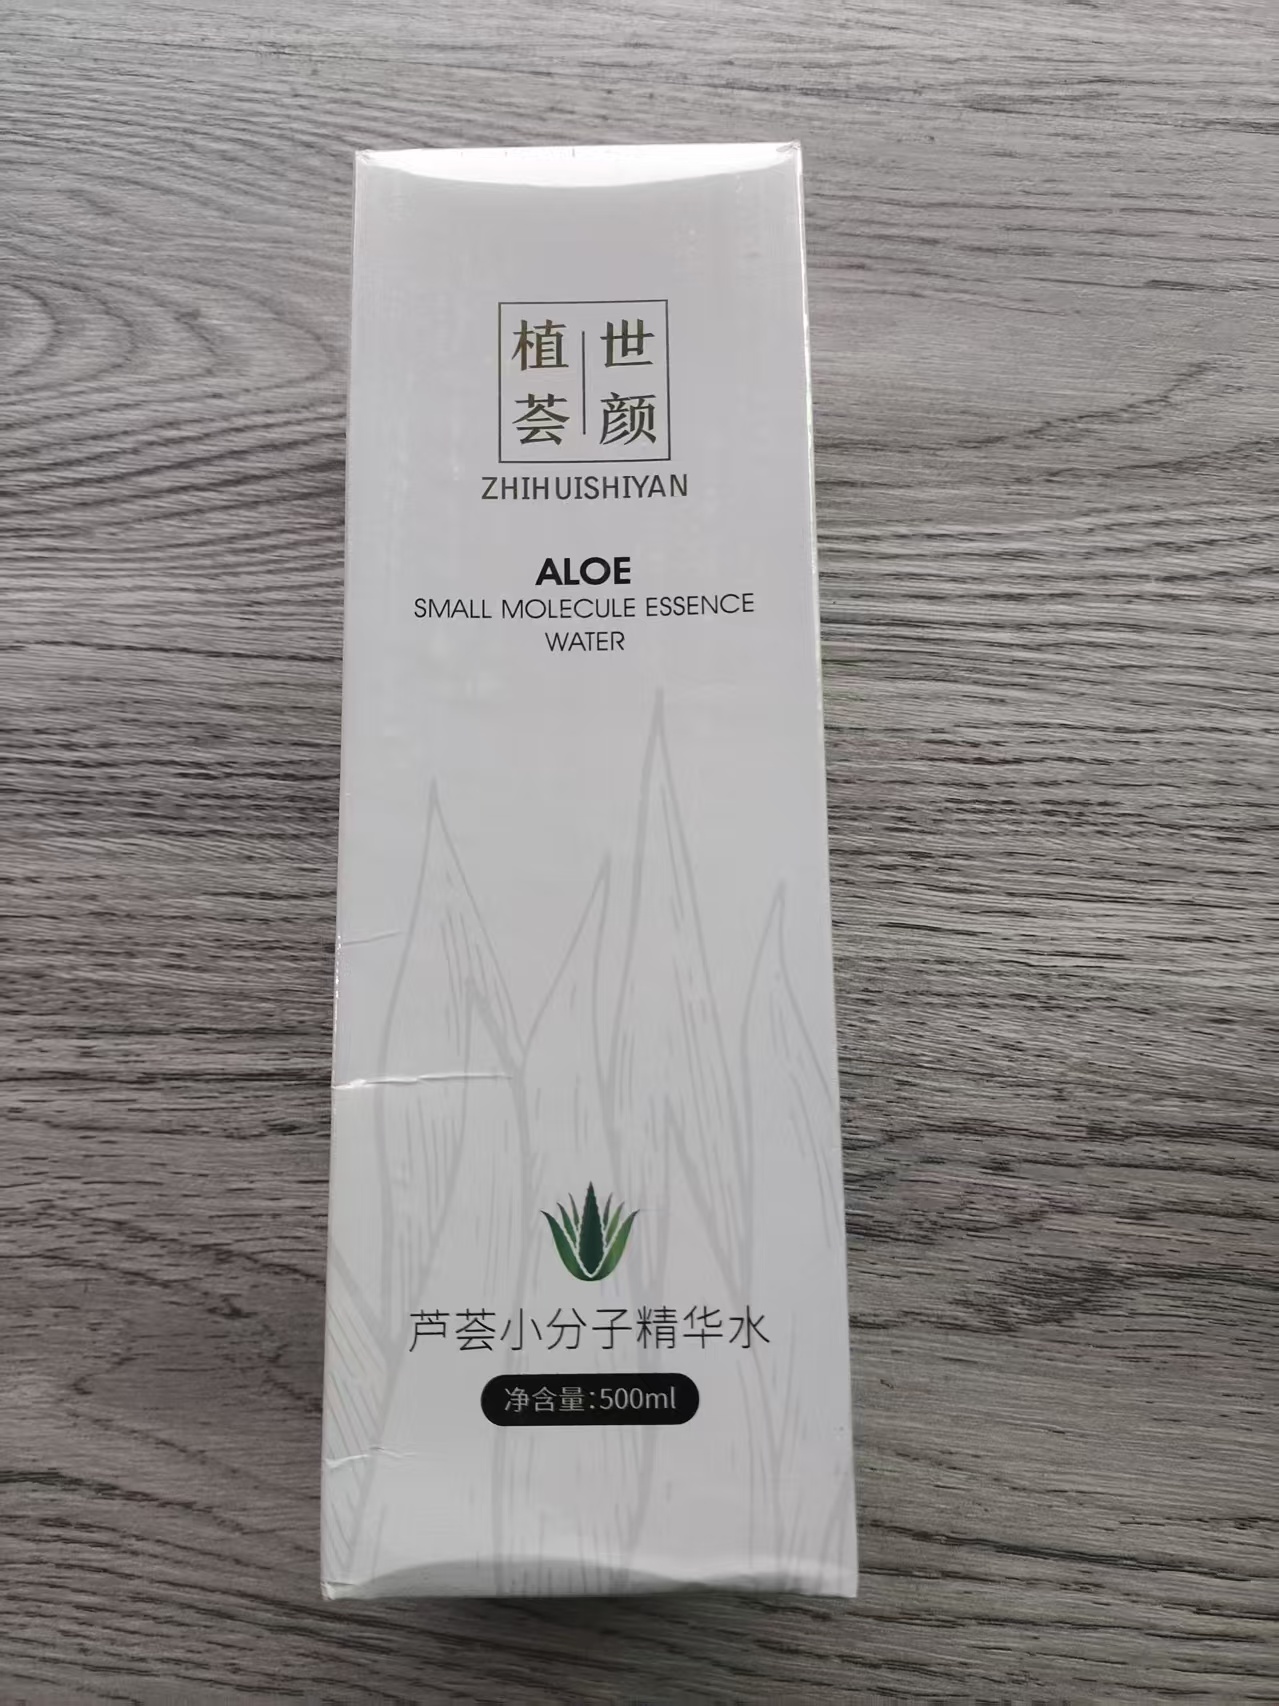 植荟
世颜
ZHIHUISHIYAN
ALOE
SMALL MOLECULE ESSENCE
WATER
芦荟小分子精华水
净含量:500ml